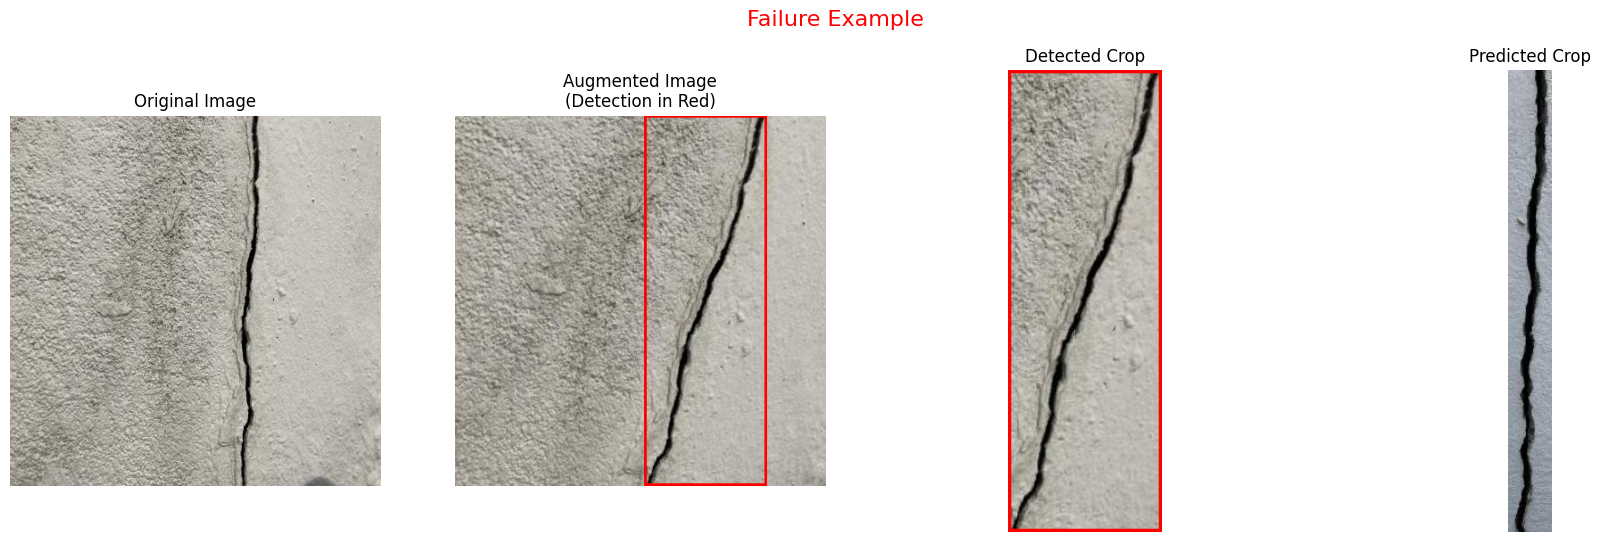 Failure Example
Original Image
Augmented Image
(Detection in Red)
Detected Crop
Predicted Crop